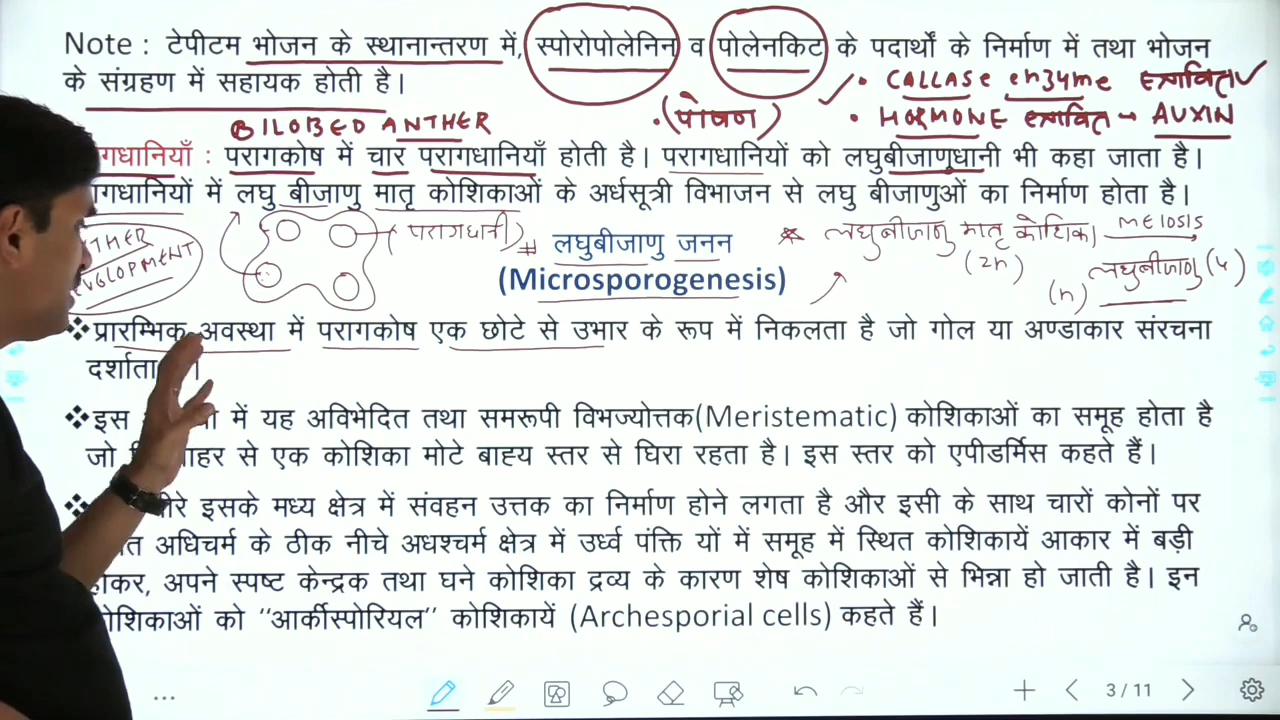 Note : टेपीटम भोजन के स्थानान्तरण में, स्पोरोपोलेनिन व पोलेनकिट के पदार्थों के निर्माण में तथा भोजन
के संग्रहण में सहायक होती है।
• CALLASE enzyme स्त्रावित
BILOBED ANTHER • (पोषण) • HORMONE स्त्रावित → AUXIN
गधानियाँ : परागकोष में चार परागधानियाँ होती है। परागधानियों को लघुबीजाणुधानी भी कहा जाता है।
गधानियों में लघु बीजाणु मातृ कोशिकाओं के अर्धसूत्री विभाजन से लघु बीजाणुओं का निर्माण होता है।
(परागधानी)
# लघुबीजाणु जनन
लघुबीजाणु मातृ कोशिका MEIOSIS
(2n) लघुबीजाणु (4)
(n)
(Microsporogenesis)
❖ प्रारम्भिक अवस्था में परागकोष एक छोटे से उभार के रूप में निकलता है जो गोल या अण्डाकार संरचना
दर्शाता ।
❖ इस में यह अविभेदित तथा समरूपी विभज्योत्तक(Meristematic) कोशिकाओं का समूह होता है
जो बाहर से एक कोशिका मोटे बाह्य स्तर से घिरा रहता है। इस स्तर को एपीडर्मिस कहते हैं।
❖ इसके मध्य क्षेत्र में संवहन उत्तक का निर्माण होने लगता है और इसी के साथ चारों कोनों पर
अधिचर्म के ठीक नीचे अधश्चर्म क्षेत्र में उर्ध्व पंक्ति यों में समूह में स्थित कोशिकायें आकार में बड़ी
होकर, अपने स्पष्ट केन्द्रक तथा घने कोशिका द्रव्य के कारण शेष कोशिकाओं से भिन्ना हो जाती है। इन
कोशिकाओं को ‘‘आर्कीस्पोरियल’’ कोशिकायें (Archesporial cells) कहते हैं।
3 / 11